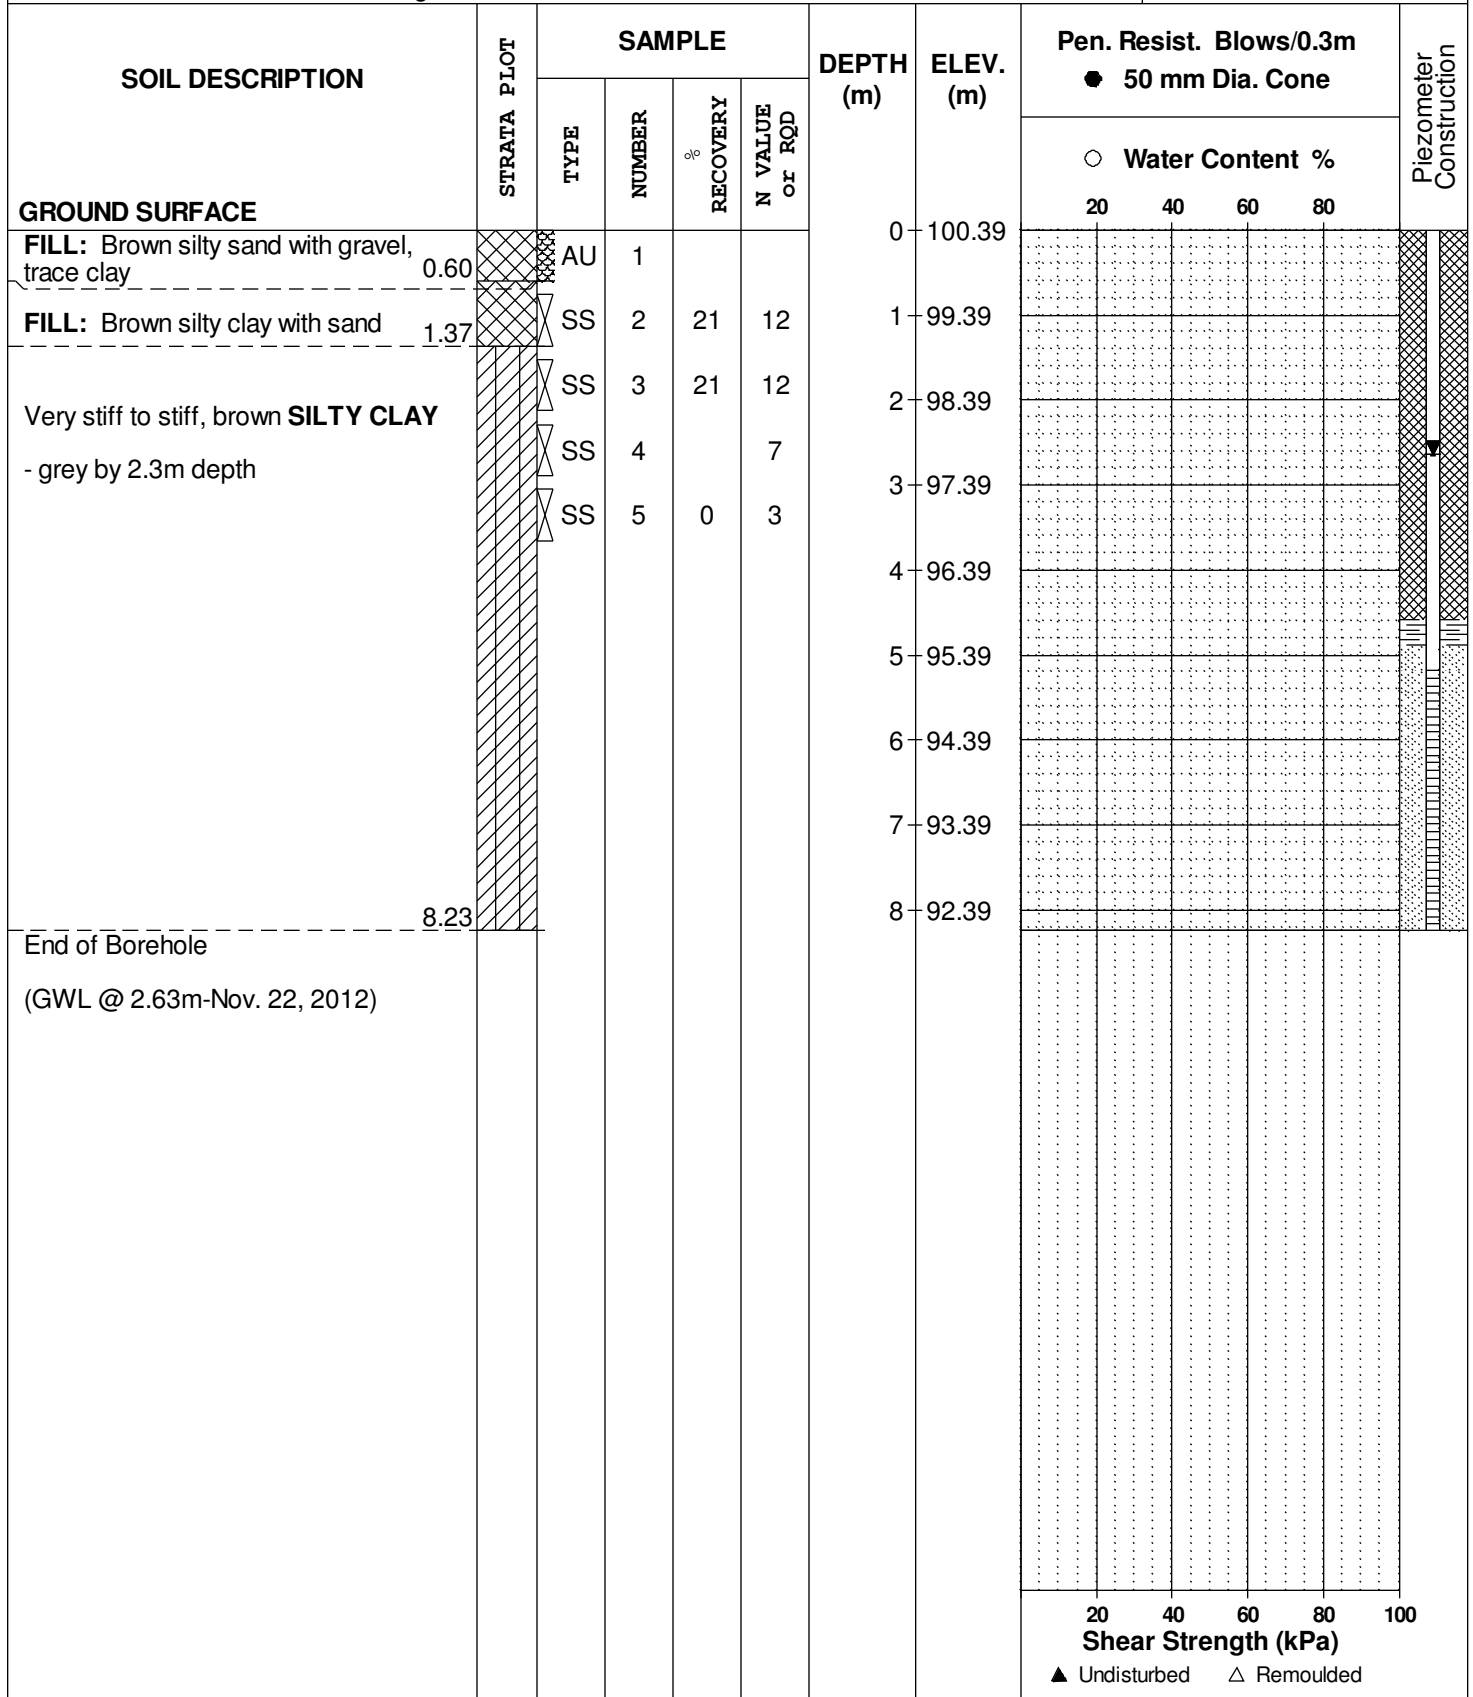 SOIL DESCRIPTION
GROUND SURFACE
STRATA PLOT
SAMPLE
TYPE
NUMBER
%
RECOVERY
N VALUE
or RQD
DEPTH
(m)
ELEV.
(m)
Pen. Resist. Blows/0.3m
● 50 mm Dia. Cone
○ Water Content %
20 40 60 80
Piezometer
Construction
FILL: Brown silty sand with gravel,
trace clay 0.60
AU 1
0 100.39
FILL: Brown silty clay with sand 1.37
SS 2 21 12
1 99.39
SS 3 21 12
2 98.39
Very stiff to stiff, brown SILTY CLAY
- grey by 2.3m depth
SS 4 7
3 97.39
SS 5 0 3
4 96.39
5 95.39
6 94.39
7 93.39
8 92.39
8.23
End of Borehole
(GWL @ 2.63m-Nov. 22, 2012)
20 40 60 80 100
Shear Strength (kPa)
▲ Undisturbed △ Remoulded